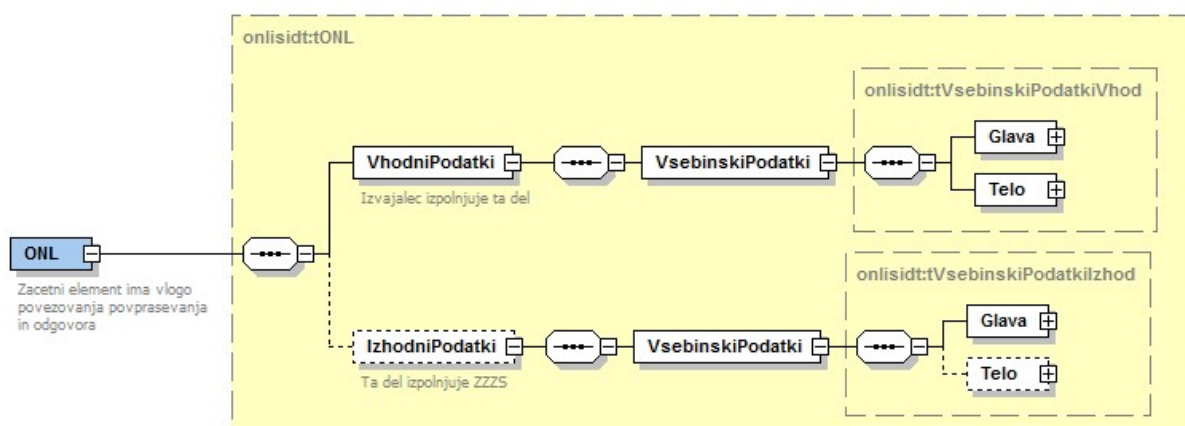 onlisidt:tONL
onlisidt:tVsebinskiPodatkiVhod
Glava
VhodniPodatki
VsebinskiPodatki
Telo
Izvajalec izpolnjuje ta del
ONL
Zacetni element ima vlogo
povezovanja povprasevanja
in odgovora
onlisidt:tVsebinskiPodatkiIzhod
Glava
IzhodniPodatki
VsebinskiPodatki
Telo
Ta del izpolnjuje ZZZS